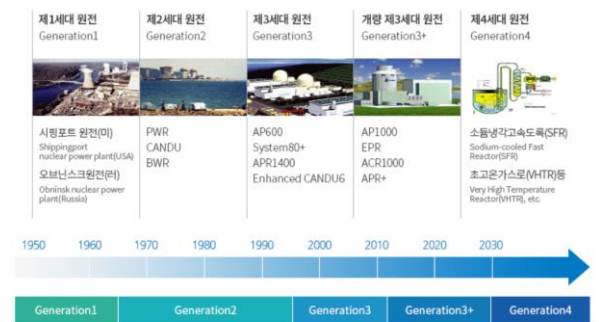 제1세대 원전
Generation1
시핑포트 원전(미)
Shippingport
nuclear power plant(USA)
오브닌스크원전(러)
Obninsk nuclear power
plant(Russia)
제2세대 원전
Generation2
PWR
CANDU
BWR
제3세대 원전
Generation3
AP600
System80+
APR1400
Enhanced CANDU6
개량 제3세대 원전
Generation3+
AP1000
EPR
ACR1000
APR+
제4세대 원전
Generation4
소듐냉각고속도록(SFR)
Sodium-cooled Fast
Reactor(SFR)
초고온가스로(VHTR)등
Very High Temperature
Reactor(VHTR), etc.
1950 1960 1970 1980 1990 2000 2010 2020 2030
Generation1 Generation2 Generation3 Generation3+ Generation4